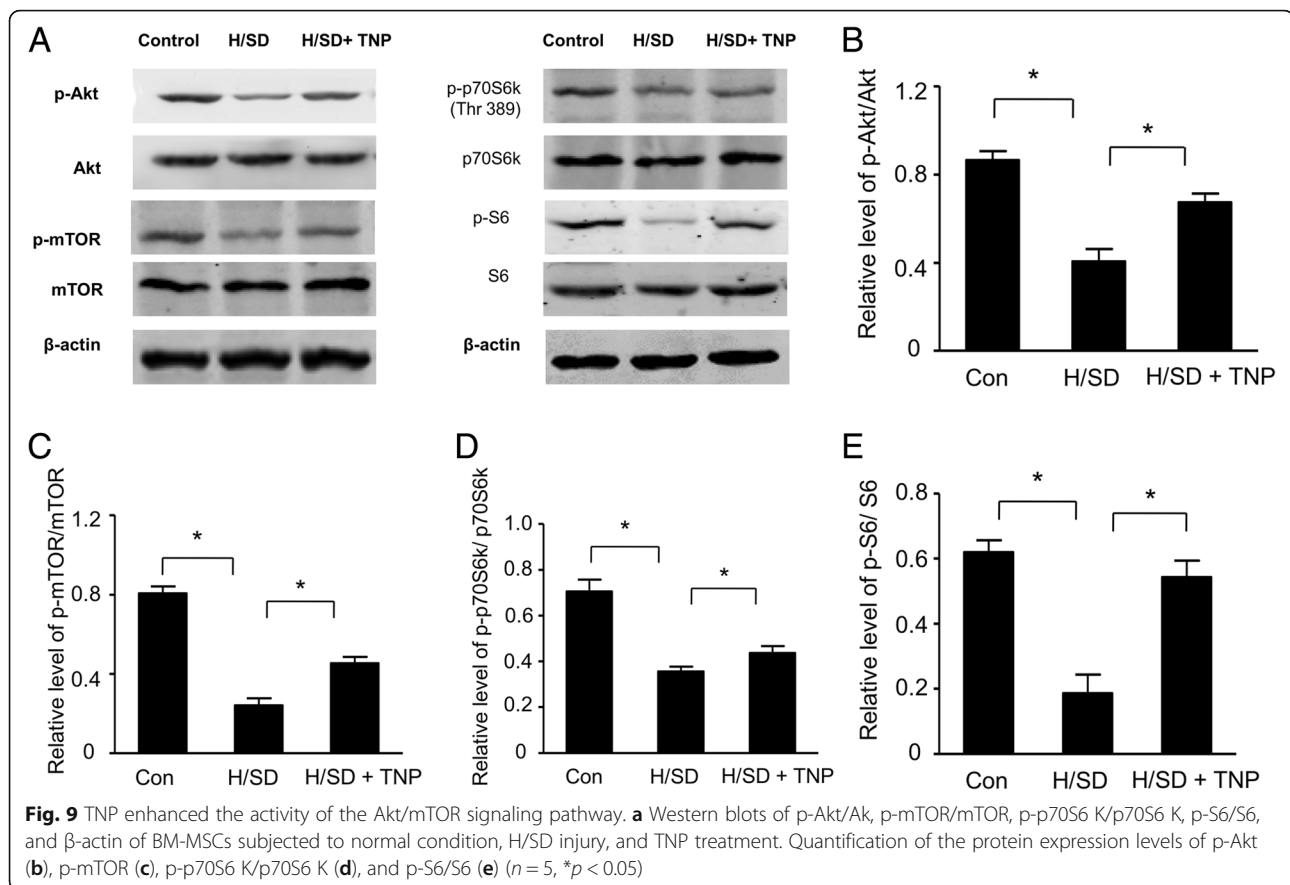 A
Control H/SD H/SD+ TNP
p-Akt
Akt
p-mTOR
mTOR
β-actin
Control H/SD H/SD+ TNP
p-p70S6k
(Thr 389)
p70S6k
p-S6
S6
β-actin
B
Relative level of p-Akt/Akt
1.2
0.8
0.4
0
* *
Con H/SD H/SD + TNP
C
Relative level of p-mTOR/mTOR
1.2
0.8
0.4
0
* *
Con H/SD H/SD + TNP
D
Relative level of p-p70S6k/ p70S6k
1.0
0.8
0.6
0.4
0.2
0
* *
Con H/SD H/SD + TNP
E
Relative level of p-S6/ S6
0.8
0.6
0.4
0.2
0
* *
Con H/SD H/SD + TNP
Fig. 9 TNP enhanced the activity of the Akt/mTOR signaling pathway. a Western blots of p-Akt/Ak, p-mTOR/mTOR, p-p70S6 K/p70S6 K, p-S6/S6,
and β-actin of BM-MSCs subjected to normal condition, H/SD injury, and TNP treatment. Quantification of the protein expression levels of p-Akt
(b), p-mTOR (c), p-p70S6 K/p70S6 K (d), and p-S6/S6 (e) (n = 5, *p < 0.05)